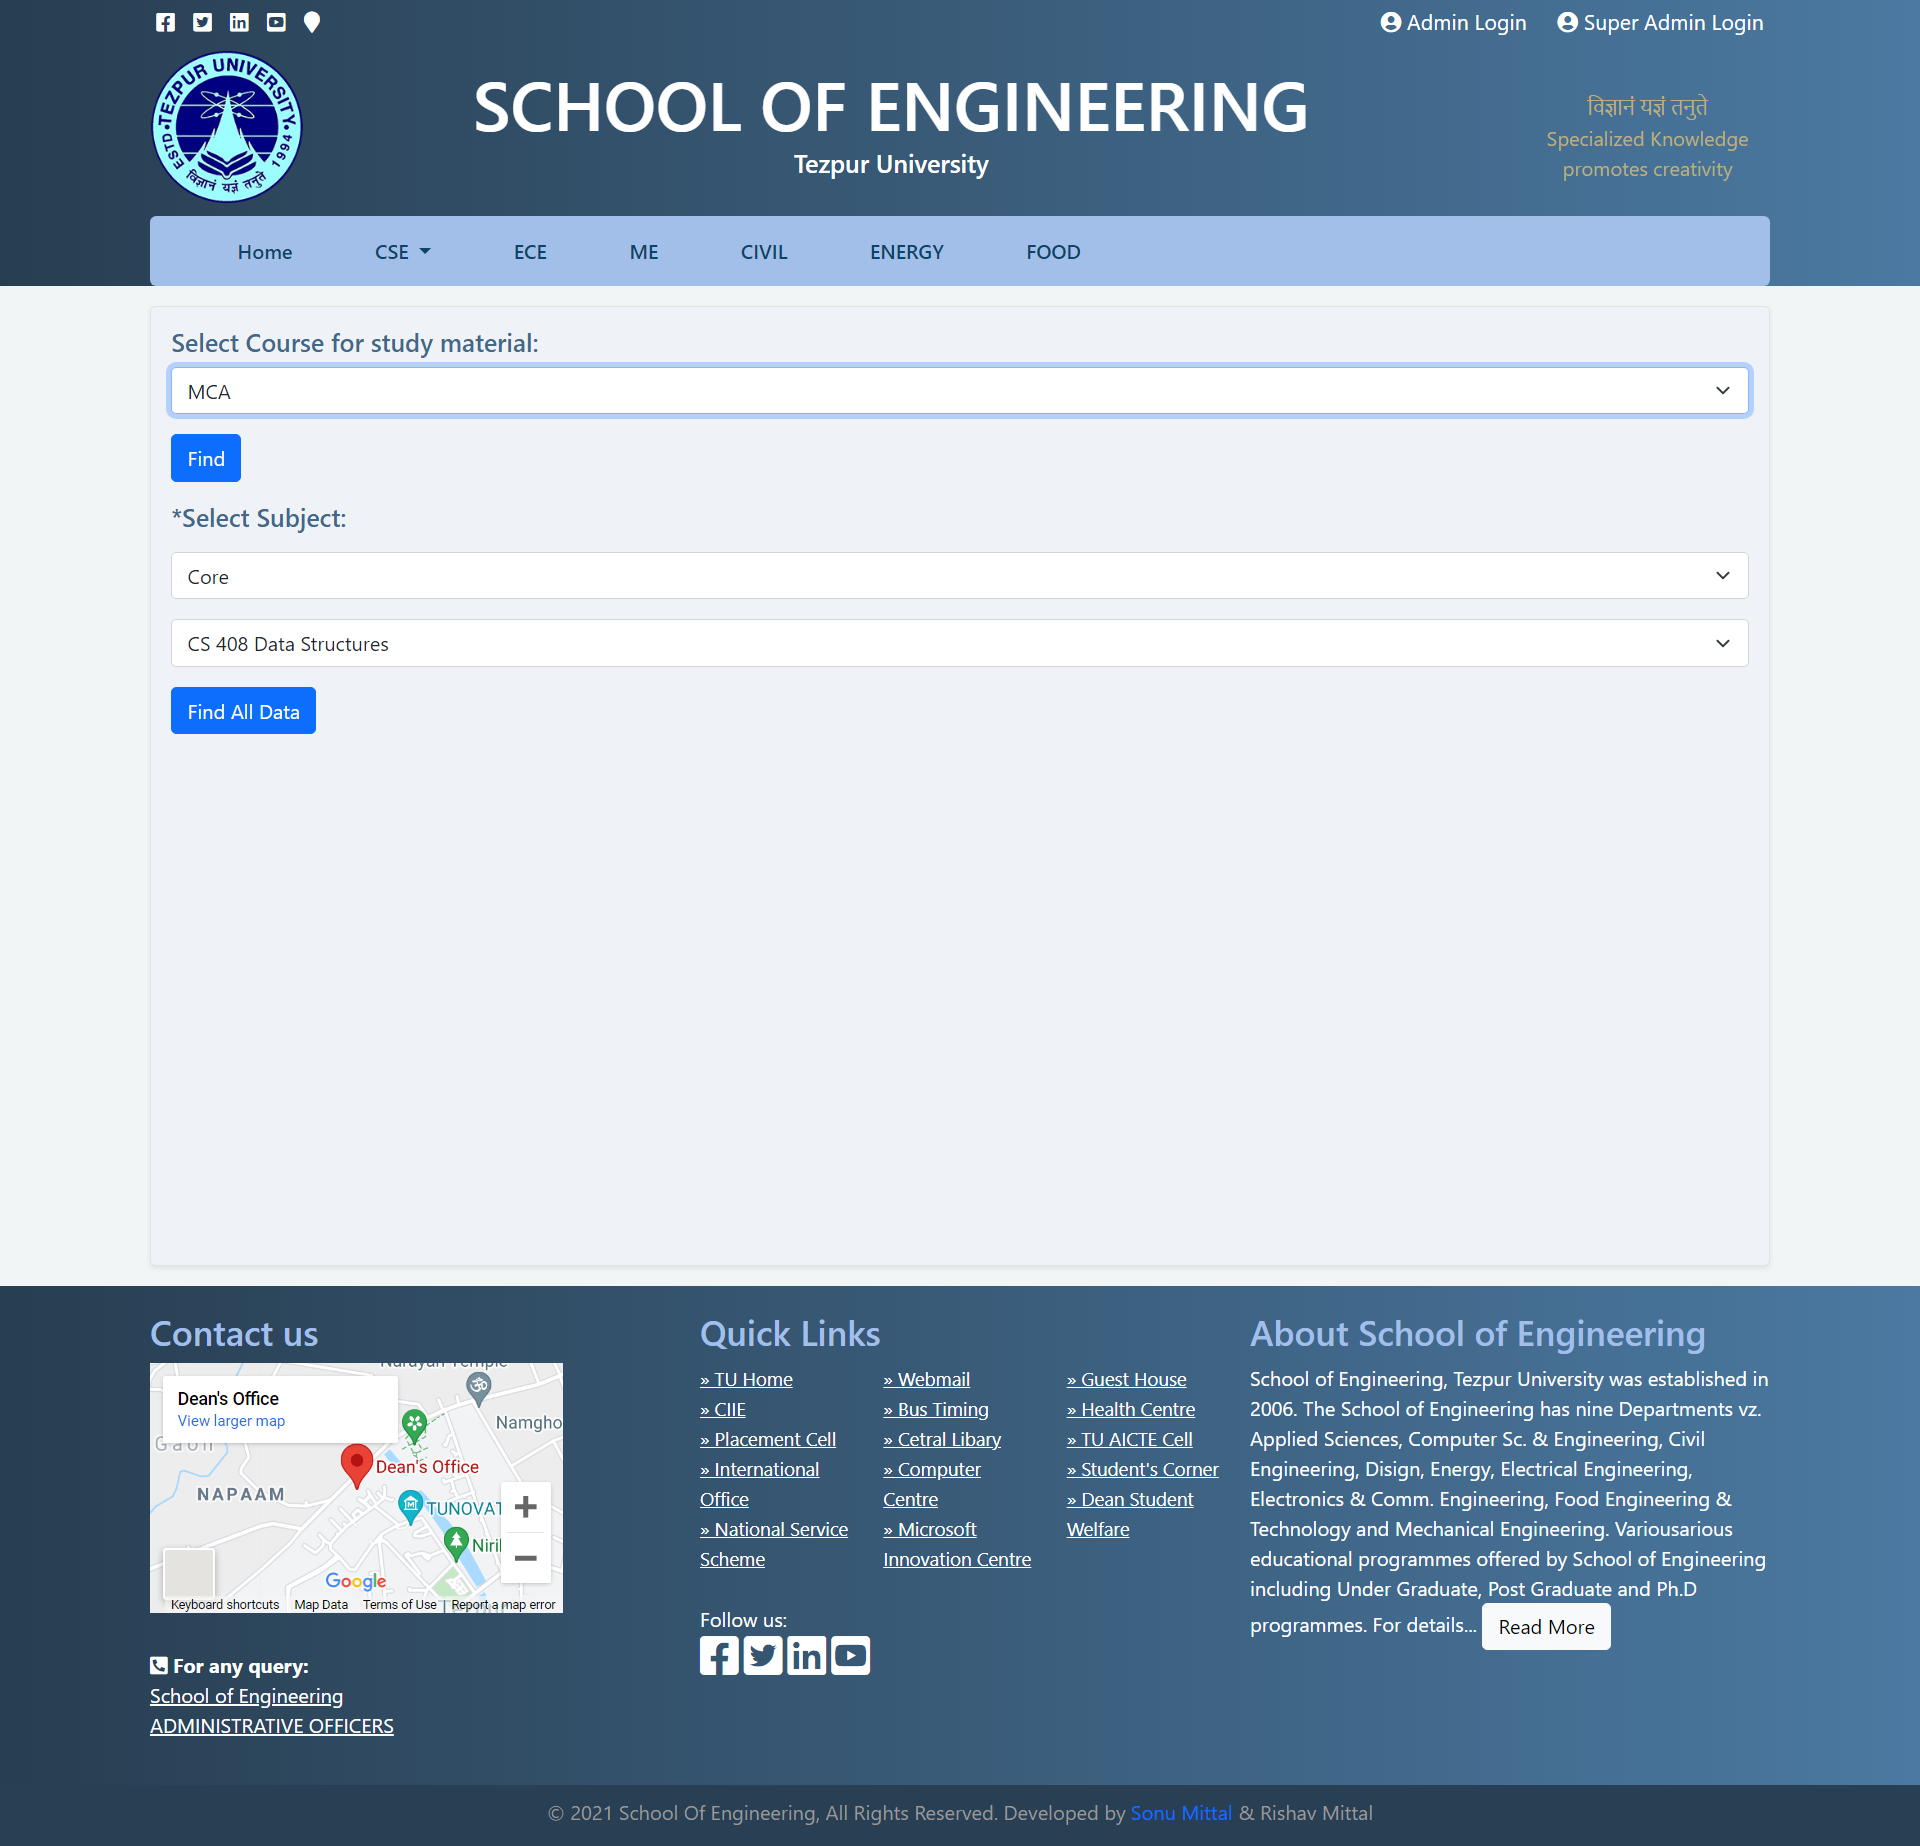 Admin Login Super Admin Login
TEZPUR UNIVERSITY
ESTD 1994
विज्ञानं यज्ञं तनुते
SCHOOL OF ENGINEERING
Tezpur University
विज्ञानं यज्ञं तनुते
Specialized Knowledge
promotes creativity
Home CSE ECE ME CIVIL ENERGY FOOD
Select Course for study material:
MCA
Find
*Select Subject:
Core
CS 408 Data Structures
Find All Data
Contact us
Narayan Temple
Dean's Office
View larger map
Namgho
Gaon
Dean's Office
NAPAAM
TUNOVAT
Niril
Google
Keyboard shortcuts Map Data Terms of Use Report a map error
For any query:
School of Engineering
ADMINISTRATIVE OFFICERS
Quick Links
» TU Home
» CIIE
» Placement Cell
» International
Office
» National Service
Scheme
» Webmail
» Bus Timing
» Cetral Libary
» Computer
Centre
» Microsoft
Innovation Centre
» Guest House
» Health Centre
» TU AICTE Cell
» Student's Corner
» Dean Student
Welfare
Follow us:
About School of Engineering
School of Engineering, Tezpur University was established in
2006. The School of Engineering has nine Departments vz.
Applied Sciences, Computer Sc. & Engineering, Civil
Engineering, Disign, Energy, Electrical Engineering,
Electronics & Comm. Engineering, Food Engineering &
Technology and Mechanical Engineering. Variousarious
educational programmes offered by School of Engineering
including Under Graduate, Post Graduate and Ph.D
programmes. For details... Read More
© 2021 School Of Engineering, All Rights Reserved. Developed by Sonu Mittal & Rishav Mittal